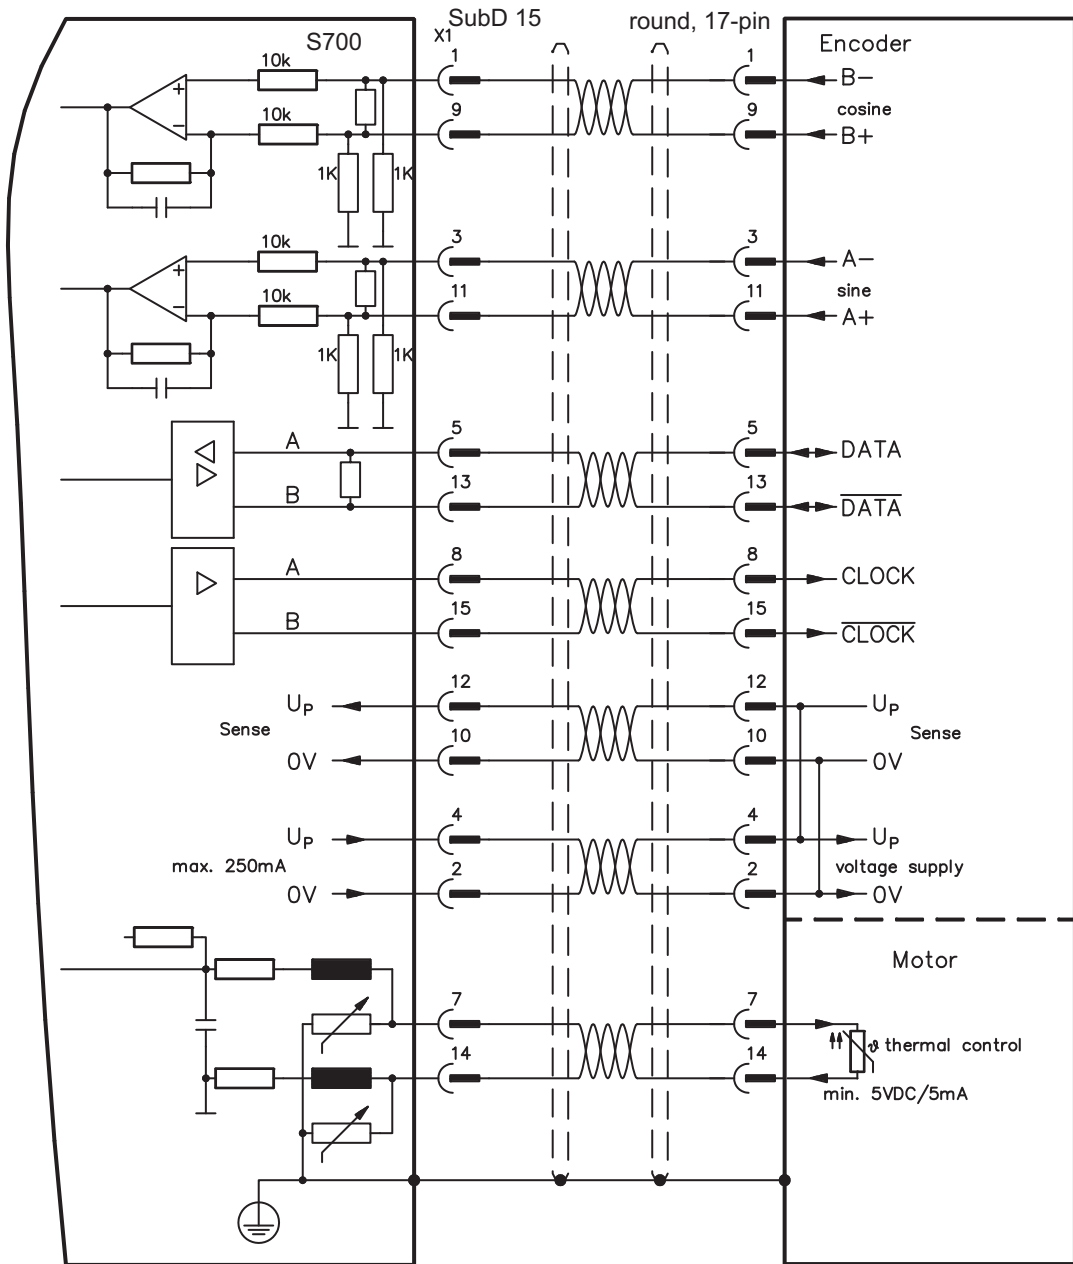 SubD 15
round, 17-pin
S700
X1
Encoder
10k
1
1
B-
cosine
10k
9
9
B+
+
-
1K
1K
10k
3
3
A-
sine
10k
11
11
A+
+
-
1K
1K
A
5
5
DATA
B
13
13
DATA
A
8
8
CLOCK
B
15
15
CLOCK
UP
12
12
UP
Sense
Sense
0V
10
10
0V
UP
4
4
UP
max. 250mA
voltage supply
0V
2
2
0V
Motor
7
7
ϑ thermal control
14
14
min. 5VDC/5mA